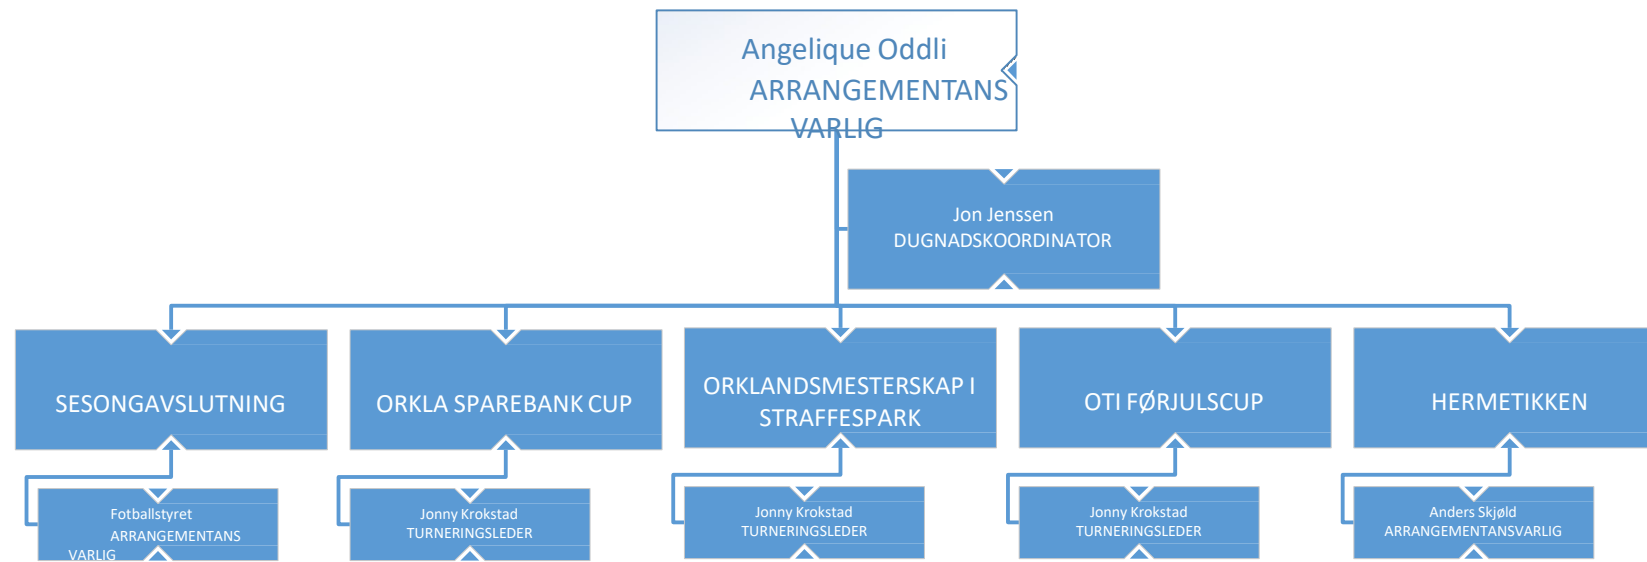 Angelique Oddli
ARRANGEMENTANS
VARLIG
Jon Jenssen
DUGNADSKOORDINATOR
SESONGAVSLUTNING
ORKLA SPAREBANK CUP
ORKLANDSMESTERSKAP I
STRAFFESPARK
OTI FØRJULSCUP
HERMETIKKEN
Fotballstyret
ARRANGEMENTANS
VARLIG
Jonny Krokstad
TURNERINGSLEDER
Jonny Krokstad
TURNERINGSLEDER
Jonny Krokstad
TURNERINGSLEDER
Anders Skjøld
ARRANGEMENTSANSVARLIG